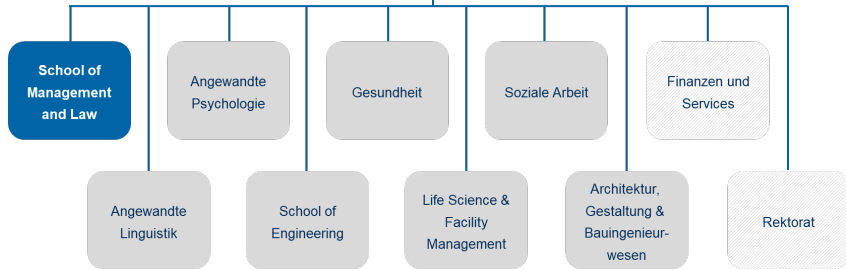 School of
Management
and Law
Angewandte
Psychologie
Gesundheit
Soziale Arbeit
Finanzen und
Services
Angewandte
Linguistik
School of
Engineering
Life Science &
Facility
Management
Architektur,
Gestaltung &
Bauingenieur-
wesen
Rektorat